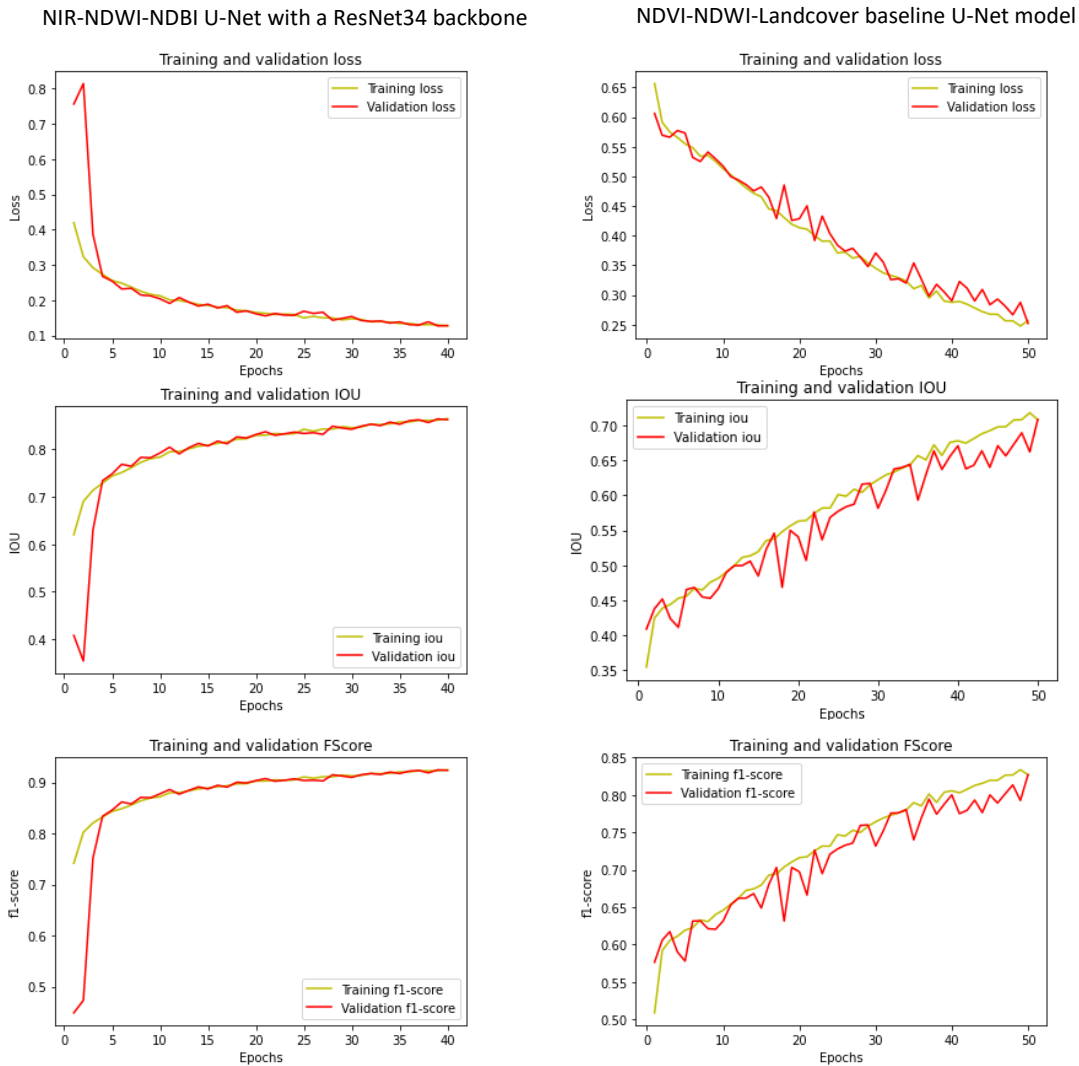 NIR-NDWI-NDBI U-Net with a ResNet34 backbone
NDVI-NDWI-Landcover baseline U-Net model
Training and validation loss
Training loss
Validation loss
0.8
0.7
0.6
0.5
0.4
0.3
0.2
0.1
Loss
0 5 10 15 20 25 30 35 40
Epochs
Training and validation loss
Training loss
Validation loss
0.65
0.60
0.55
0.50
0.45
0.40
0.35
0.30
0.25
Loss
0 10 20 30 40 50
Epochs
Training and validation IOU
0.8
0.7
0.6
0.5
0.4
IOU
Training iou
Validation iou
0 5 10 15 20 25 30 35 40
Epochs
Training and validation IOU
Training iou
Validation iou
0.70
0.65
0.60
0.55
0.50
0.45
0.40
0.35
IOU
0 10 20 30 40 50
Epochs
Training and validation FScore
0.9
0.8
0.7
0.6
0.5
f1-score
Training f1-score
Validation f1-score
0 5 10 15 20 25 30 35 40
Epochs
Training and validation FScore
Training f1-score
Validation f1-score
0.85
0.80
0.75
0.70
0.65
0.60
0.55
0.50
f1-score
0 10 20 30 40 50
Epochs